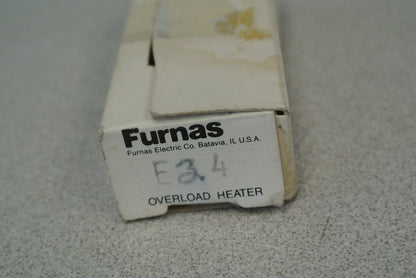 Furnas
Furnas Electric Co. Batavia, IL U.S.A.
E34
OVERLOAD HEATER